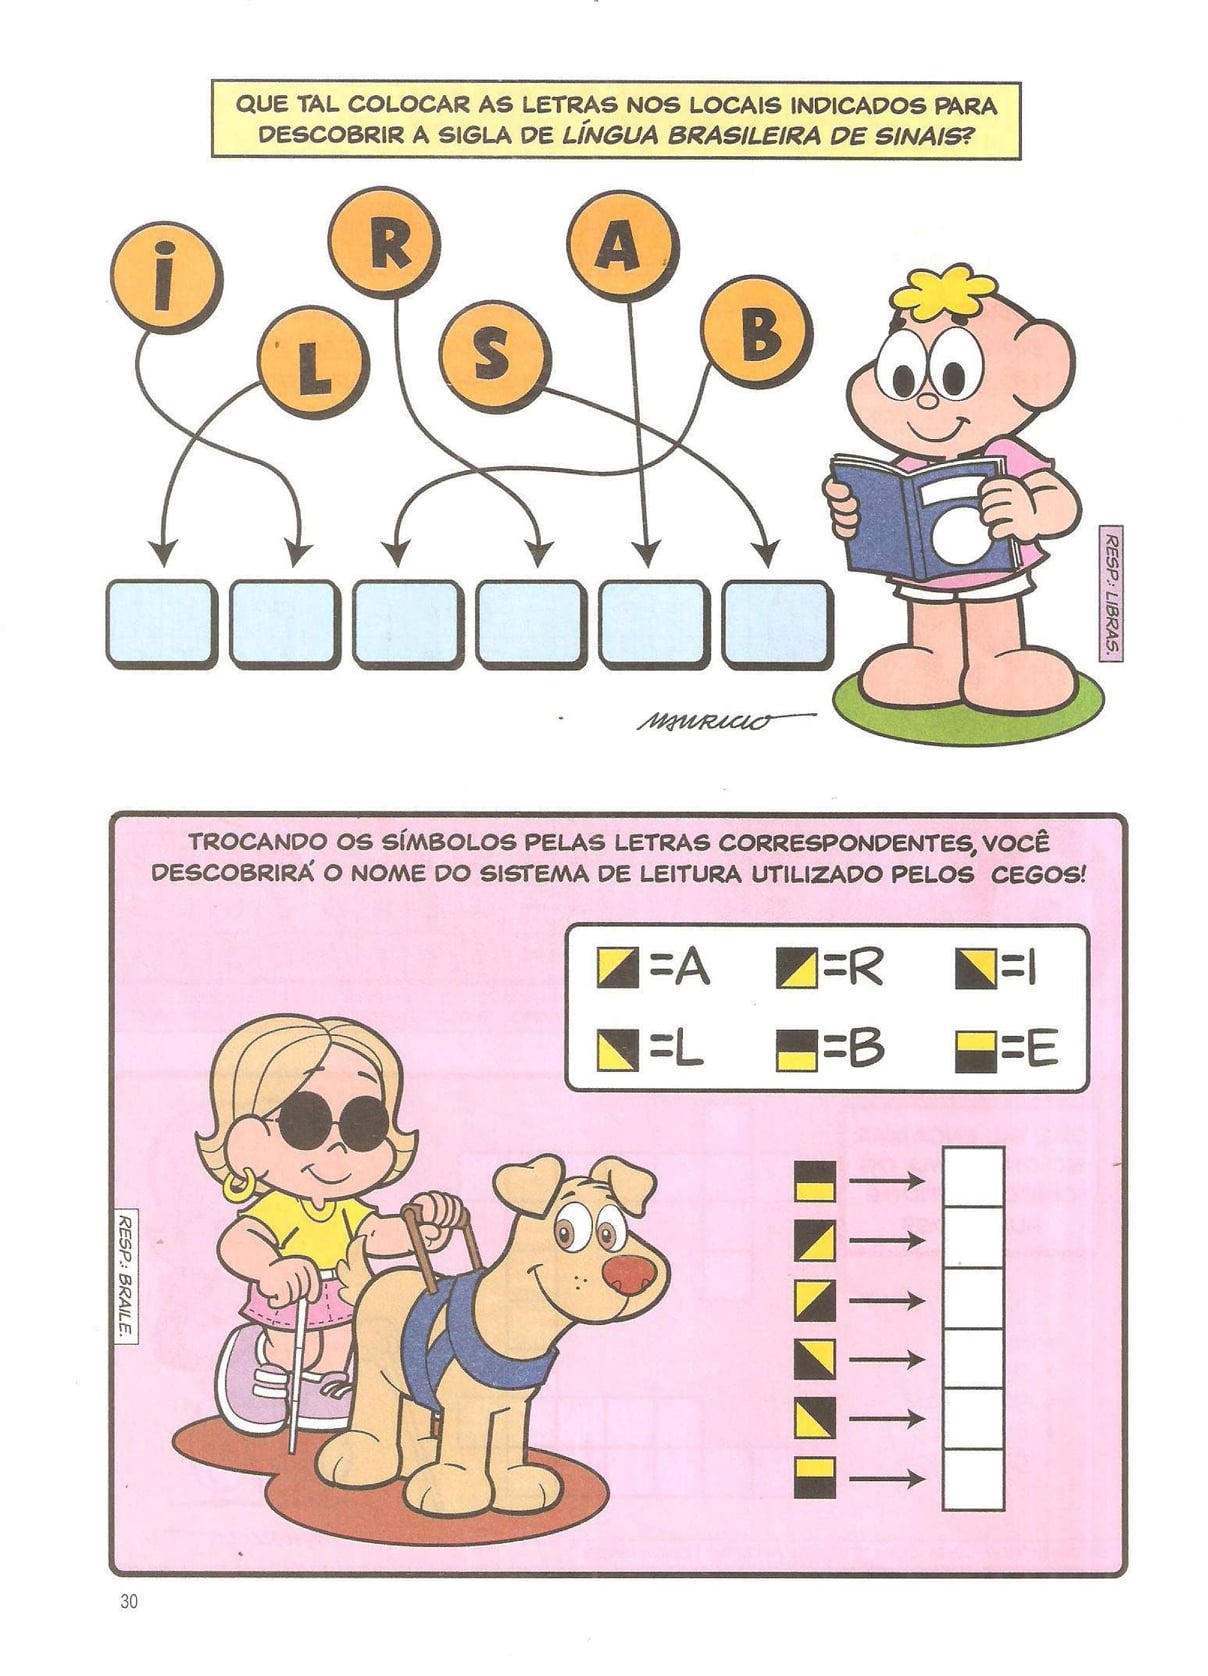 QUE TAL COLOCAR AS LETRAS NOS LOCAIS INDICADOS PARA
DESCOBRIR A SIGLA DE LÍNGUA BRASILEIRA DE SINAIS?
i
L
R
S
A
B
RESP.: LIBRAS.
MAURICIO
TROCANDO OS SÍMBOLOS PELAS LETRAS CORRESPONDENTES, VOCÊ
DESCOBRIRÁ O NOME DO SISTEMA DE LEITURA UTILIZADO PELOS CEGOS!
=A =R =I
=L =B =E
RESP.: BRAILE.
30